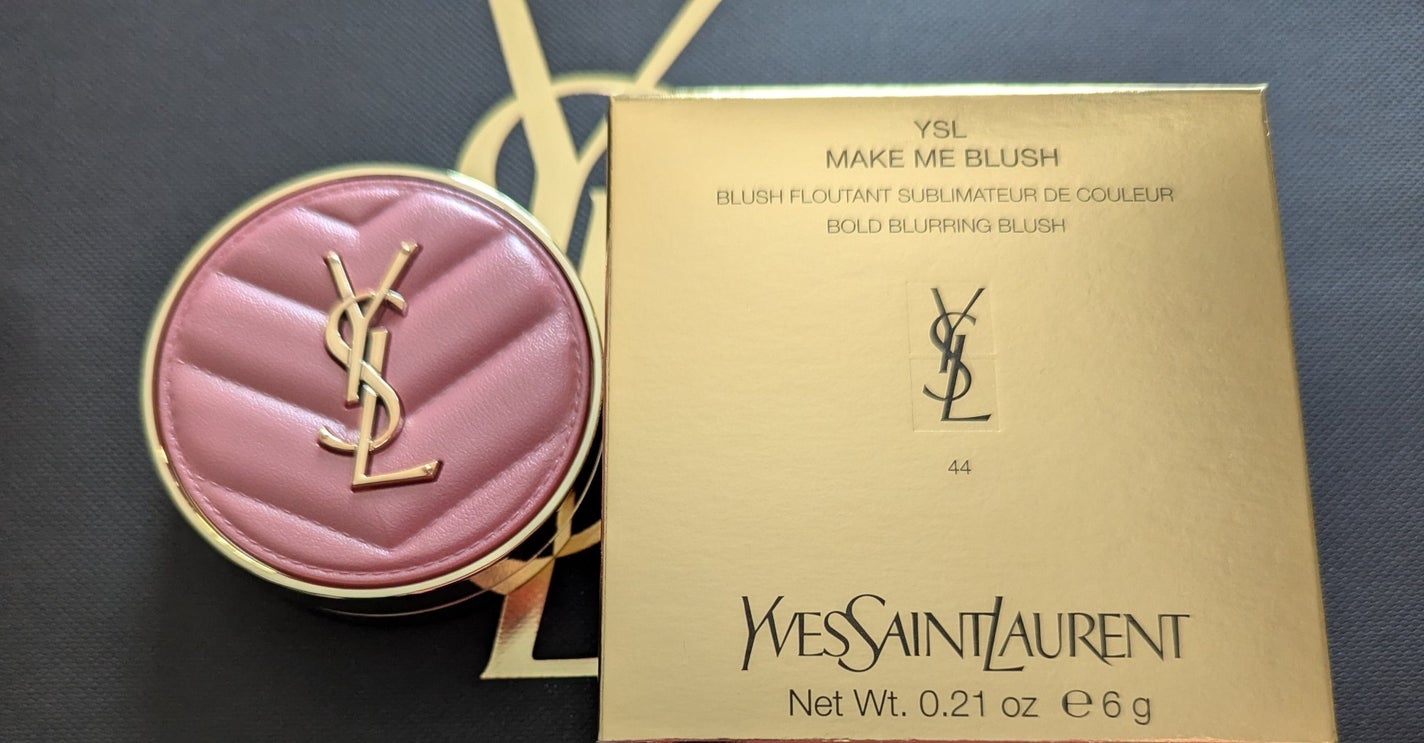 YSL
YSL
MAKE ME BLUSH
BLUSH FLOUTANT SUBLIMATEUR DE COULEUR
BOLD BLURRING BLUSH
YSL
44
YVESSAINTLAURENT
Net Wt. 0.21 oz ℮ 6 g
YSL